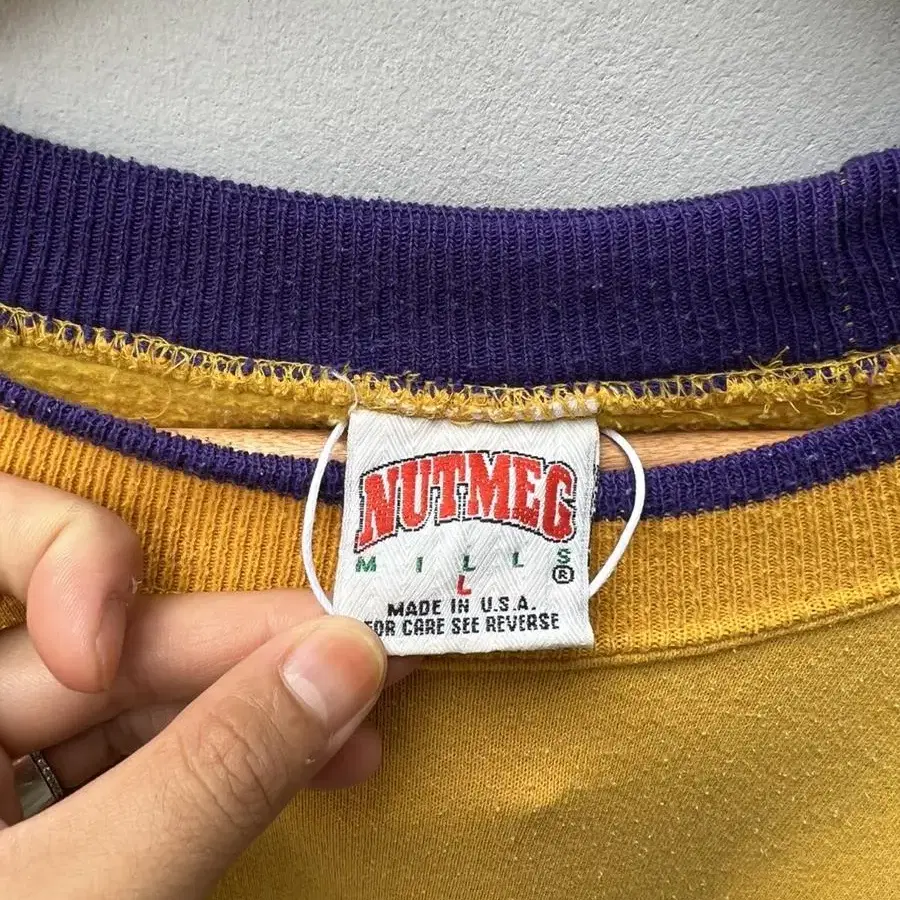 NUTMEG
MILLS®
L
MADE IN U.S.A.
FOR CARE SEE REVERSE